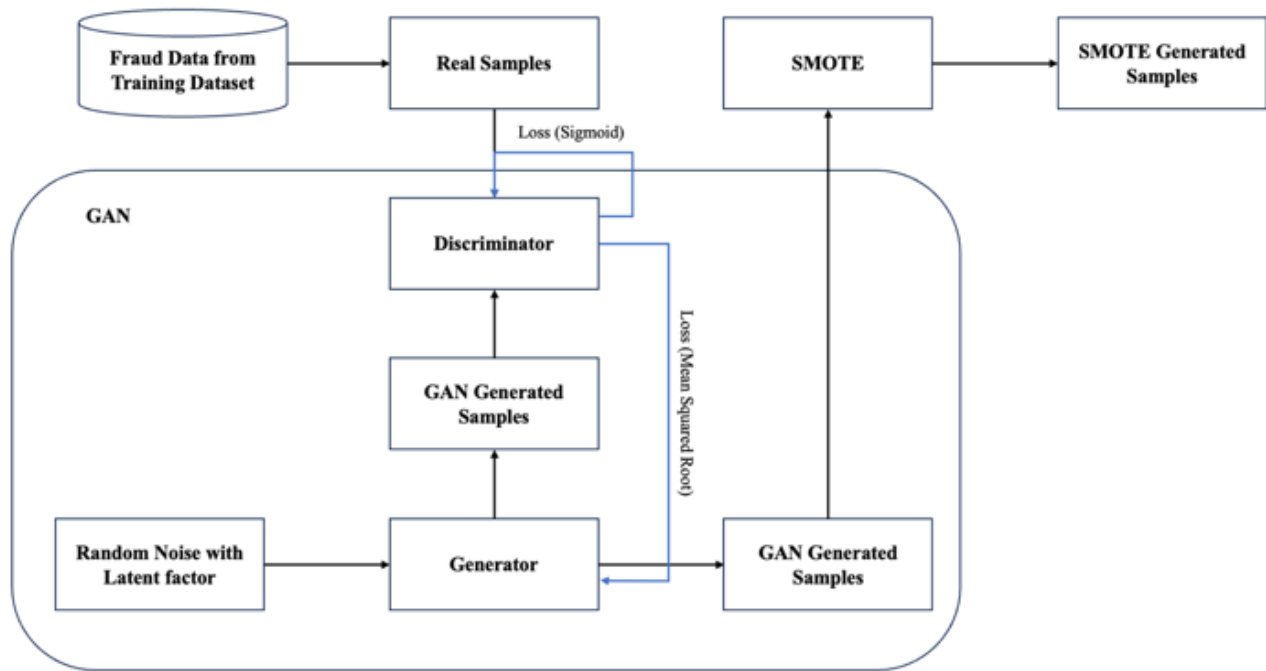 Fraud Data from
Training Dataset
Real Samples
SMOTE
SMOTE Generated
Samples
Loss (Sigmoid)
GAN
Discriminator
Loss (Mean Squared Root)
GAN Generated
Samples
Random Noise with
Latent factor
Generator
GAN Generated
Samples